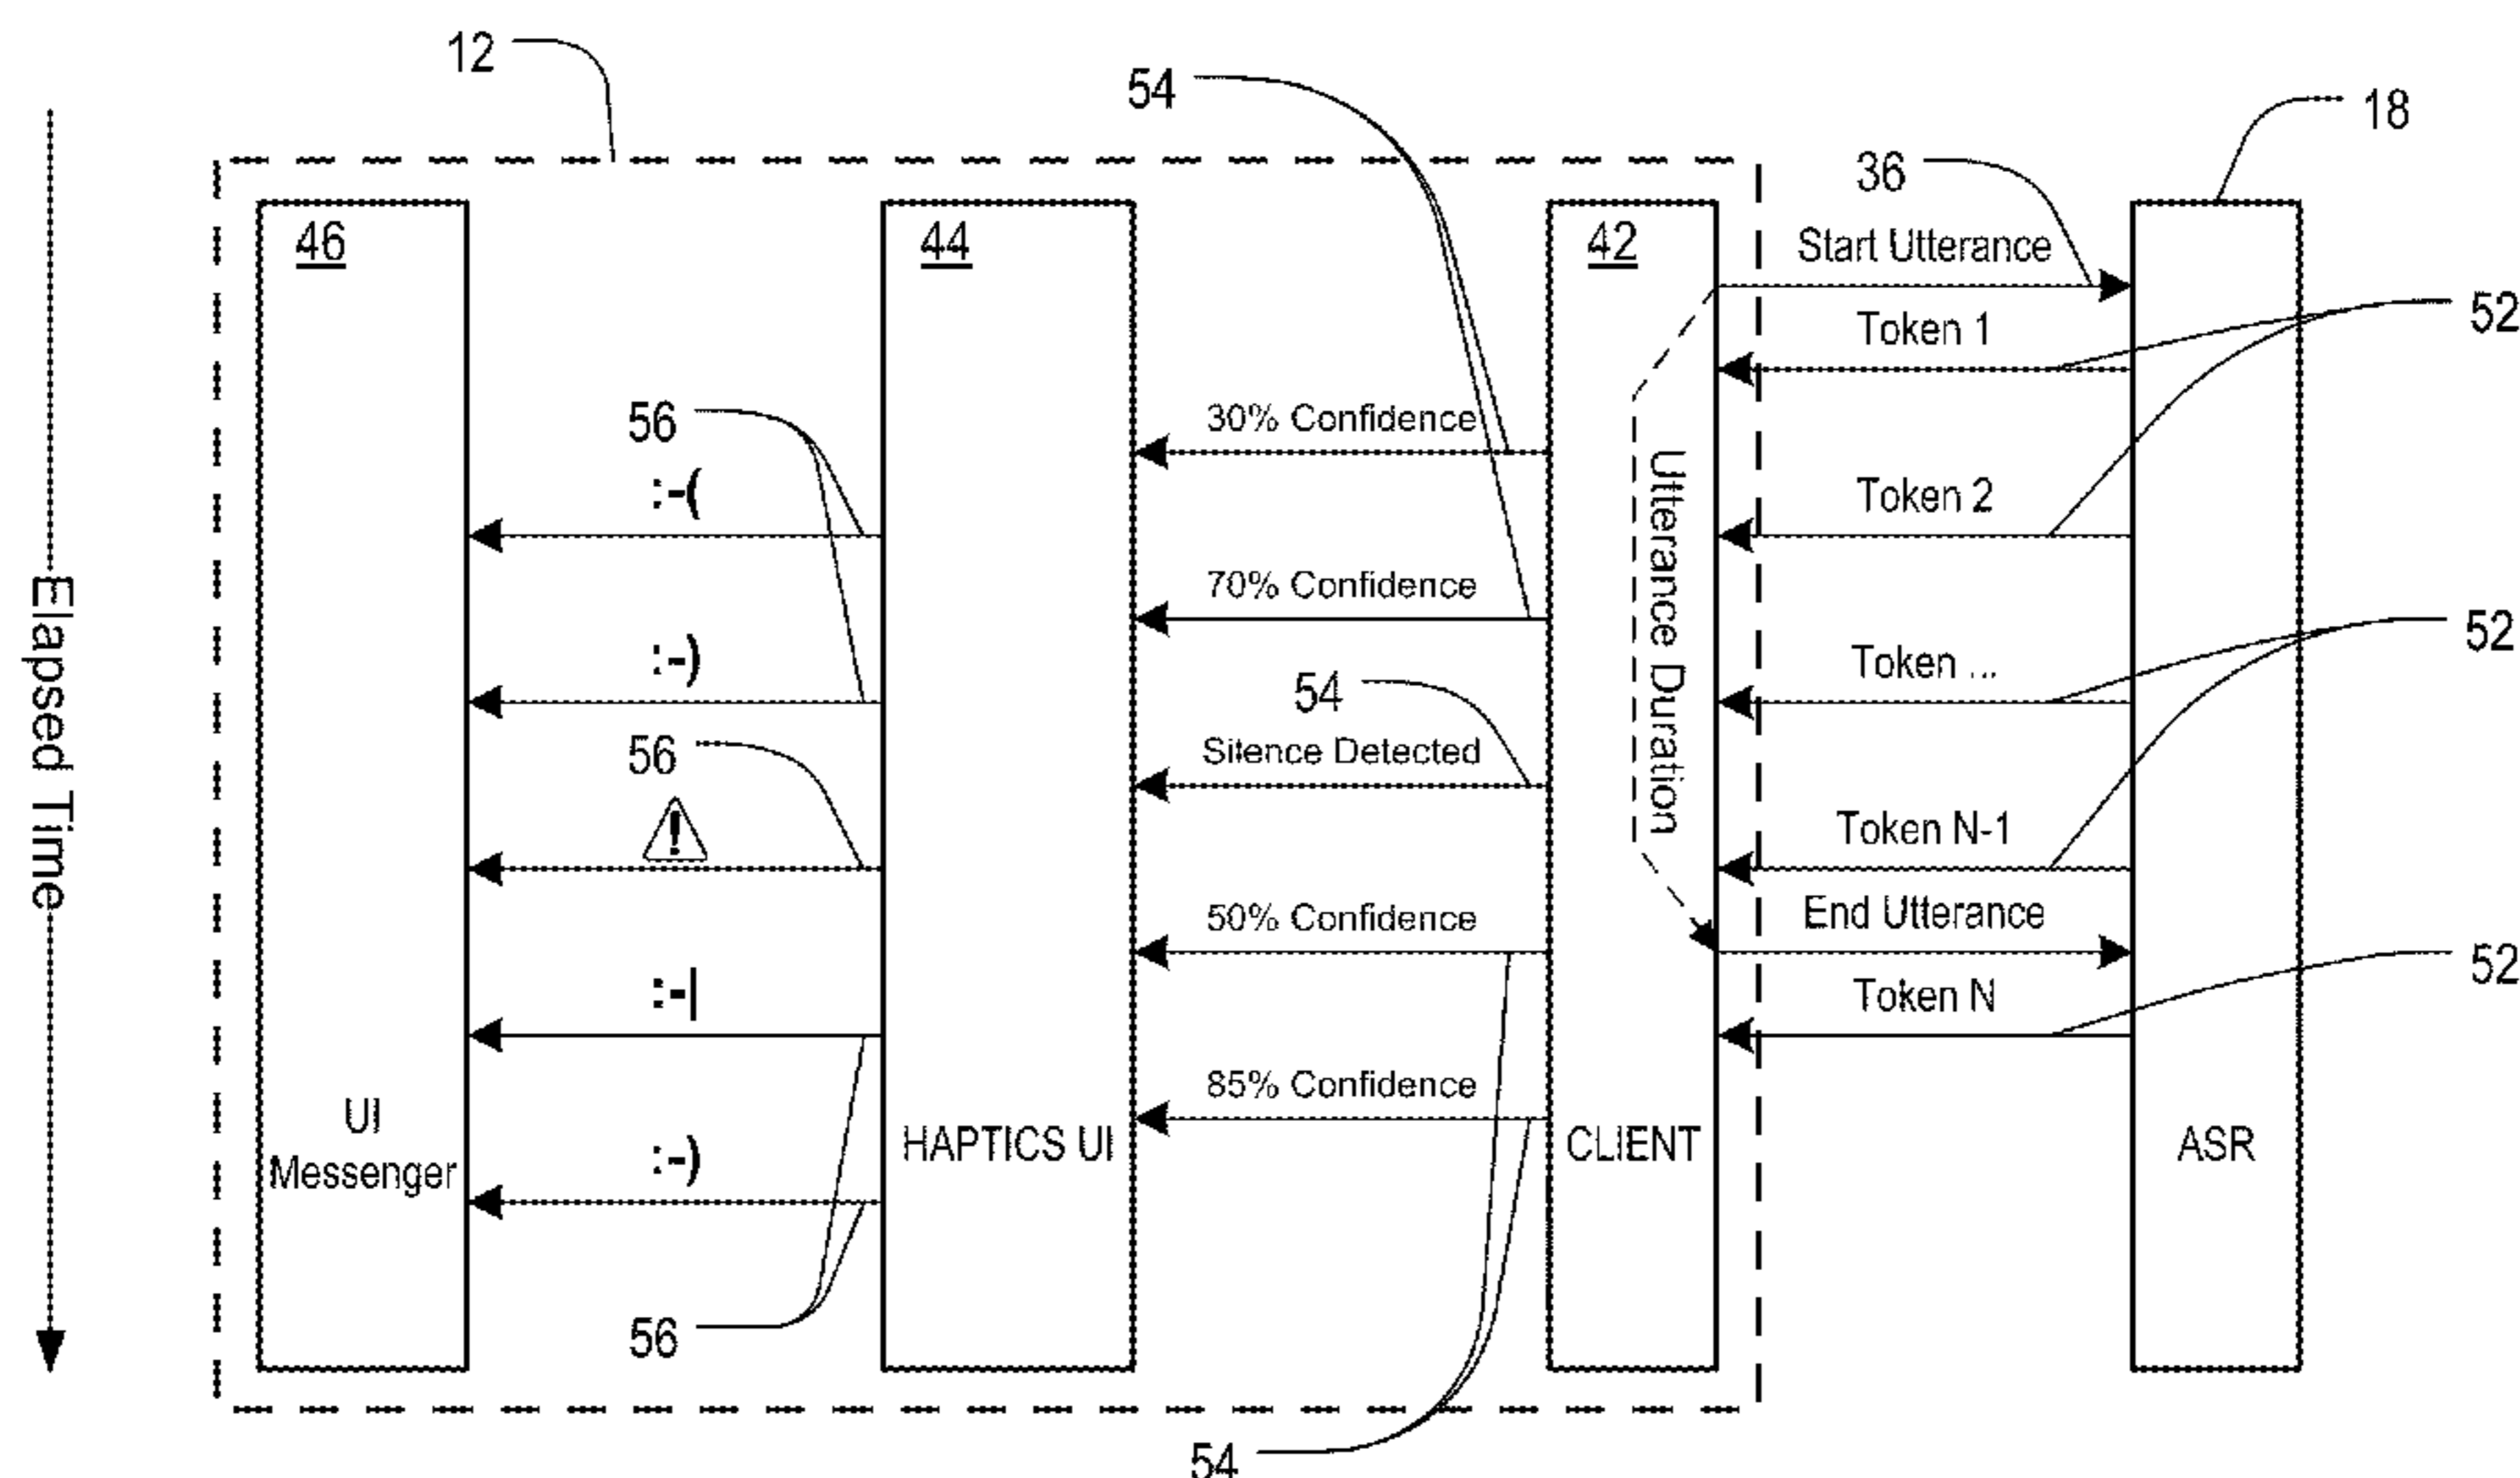 12
54
18
36
46
44
42
Start Utterance
52
Token 1
30% Confidence
56
:-(
Token 2
70% Confidence
:-)
Token ...
52
54
Silence Detected
56
!
Token N-1
50% Confidence
End Utterance
52
:-|
Token N
85% Confidence
:-)
UI
Messenger
HAPTICS UI
CLIENT
ASR
56
54
Utterance Duration
Elapsed Time